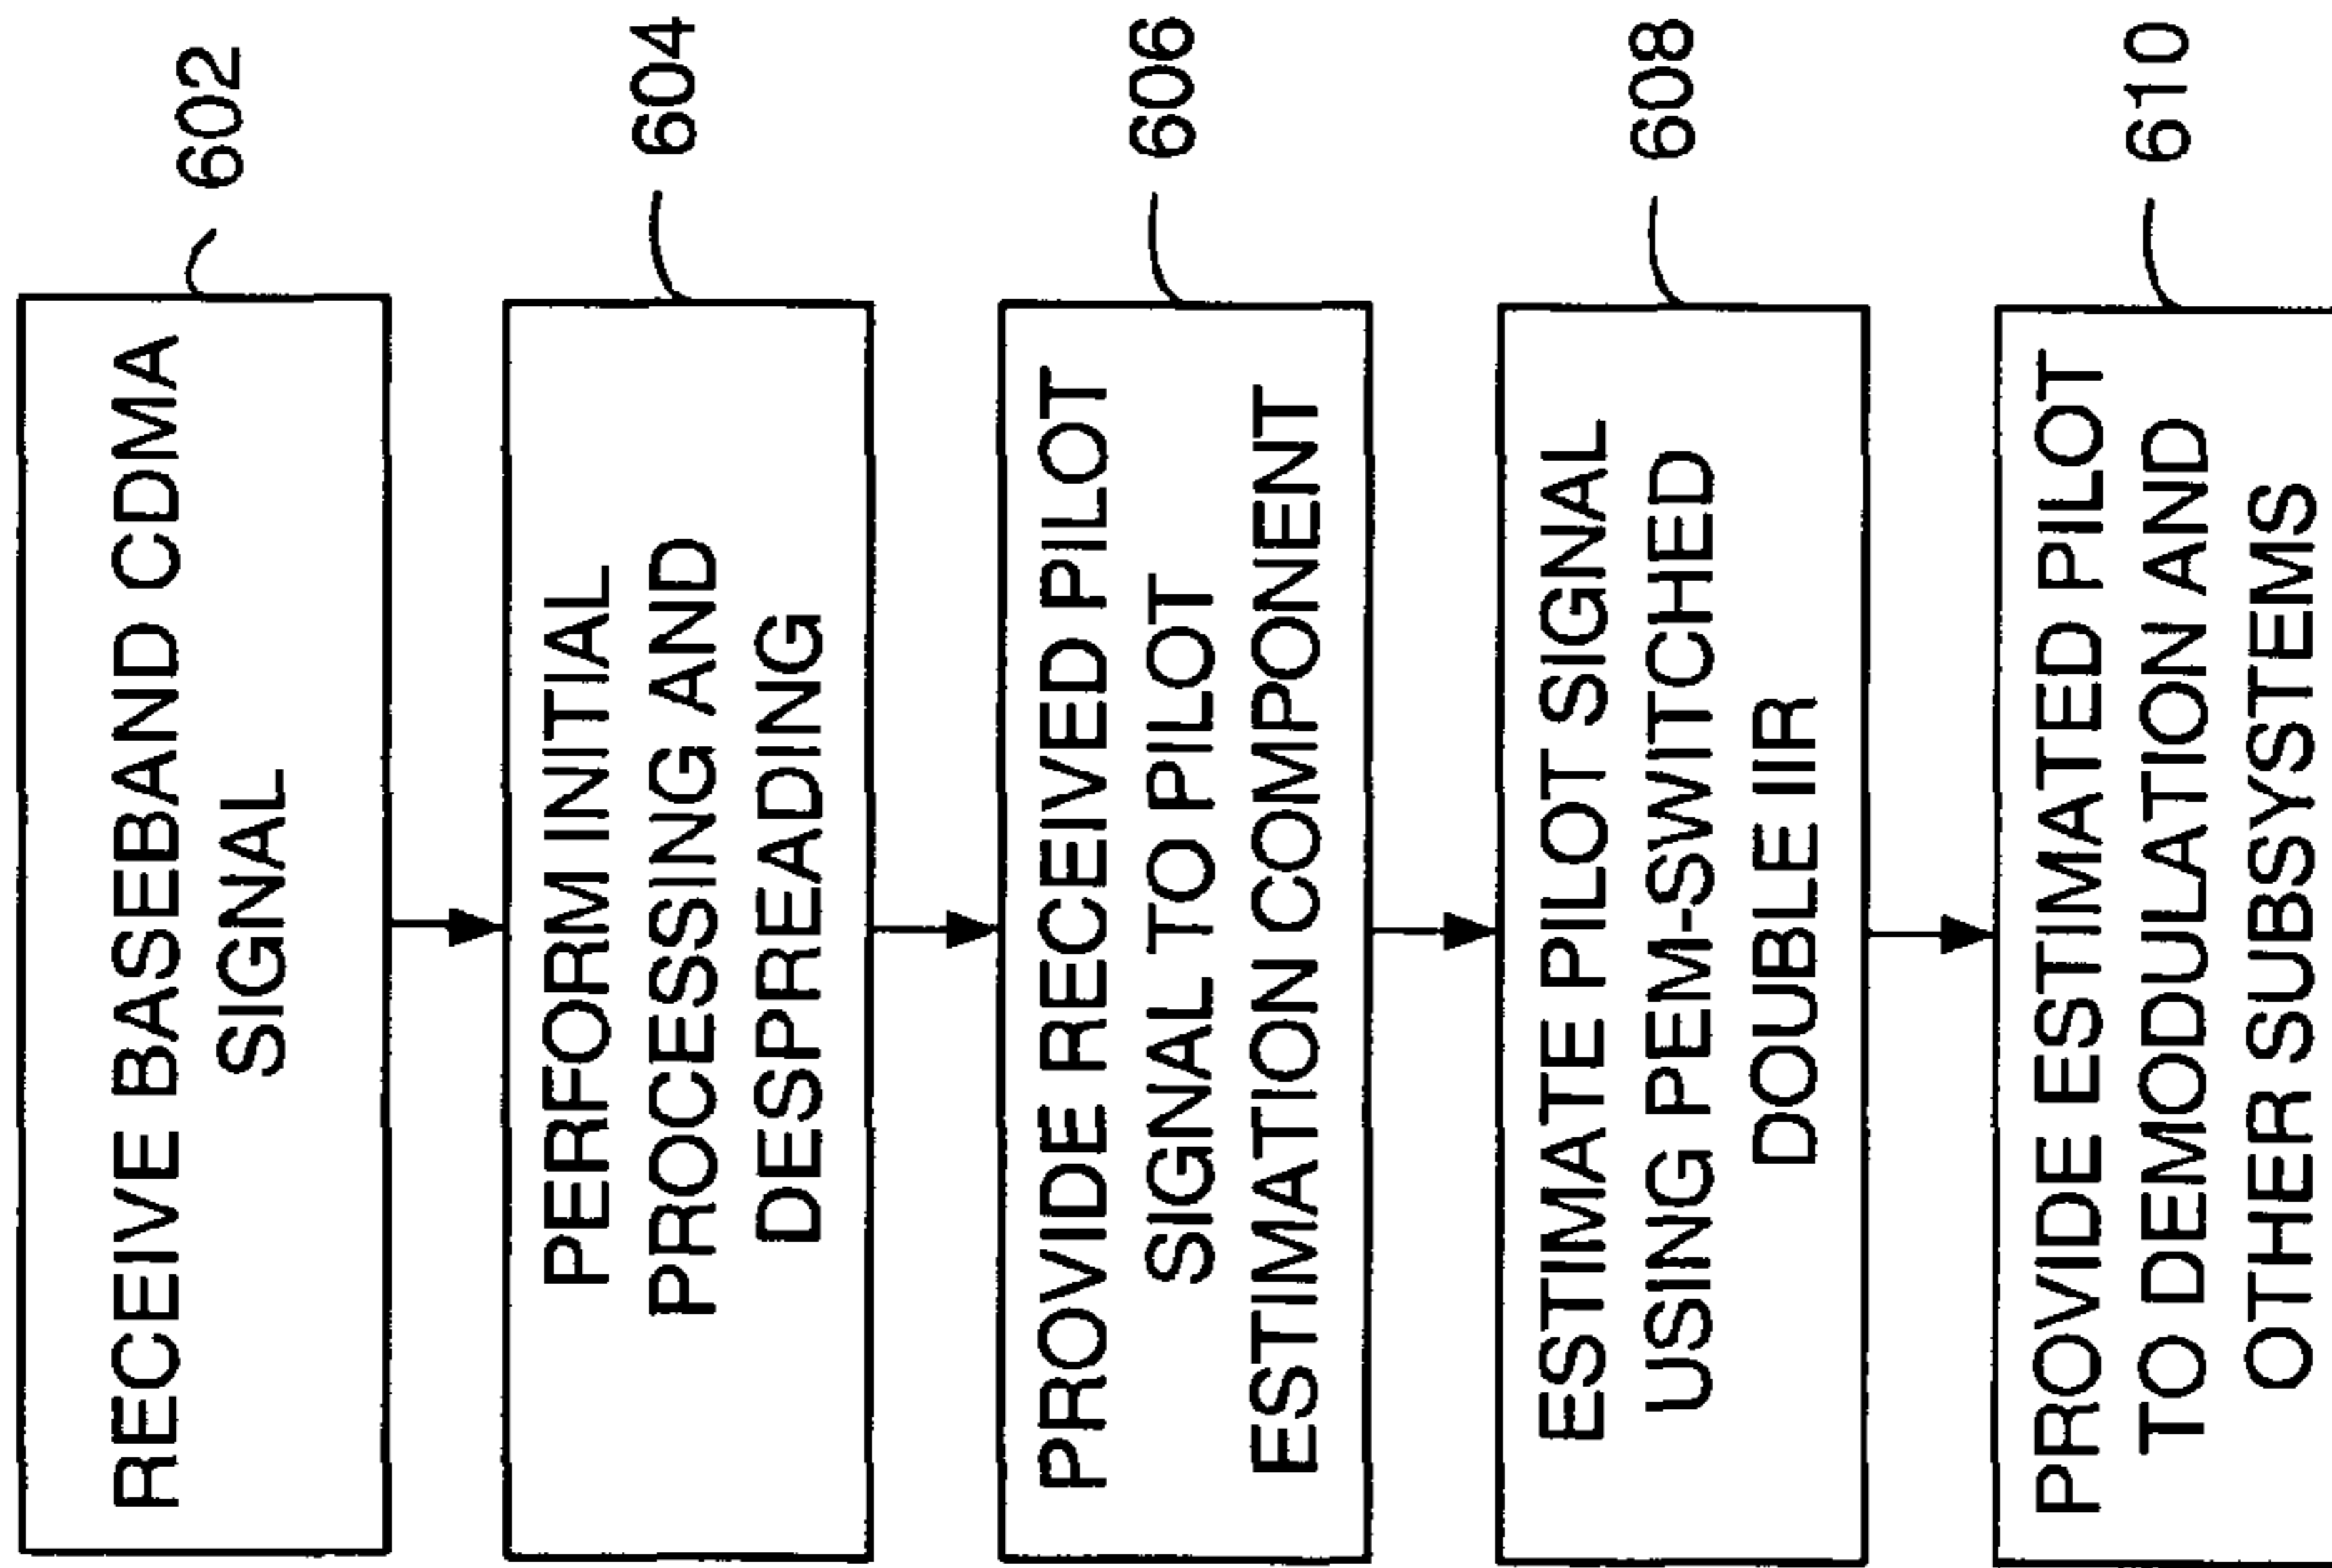 RECEIVE BASEBAND CDMA
SIGNAL
602
PERFORM INITIAL
PROCESSING AND
DESPREADING
604
PROVIDE RECEIVED PILOT
SIGNAL TO PILOT
ESTIMATION COMPONENT
606
ESTIMATE PILOT SIGNAL
USING PEM-SWITCHED
DOUBLE IIR
608
PROVIDE ESTIMATED PILOT
TO DEMODULATION AND
OTHER SUBSYSTEMS
610